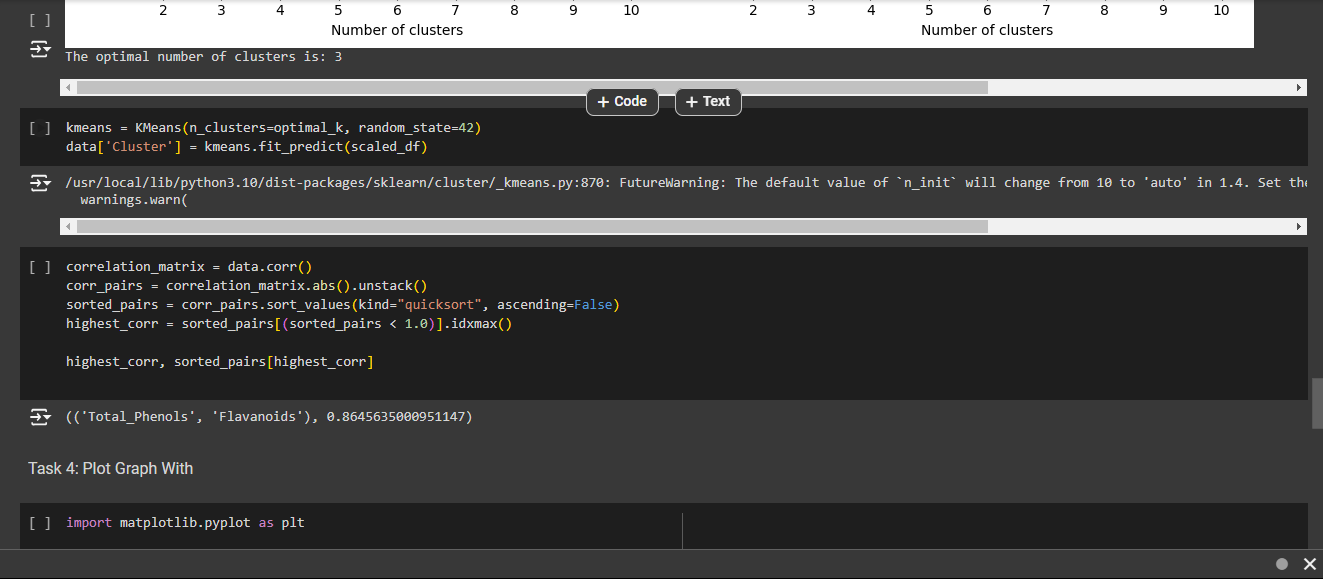 2 3 4 5 6 7 8 9 10 2 3 4 5 6 7 8 9 10
[ ]
Number of clusters Number of clusters
The optimal number of clusters is: 3
+ Code + Text
[ ] kmeans = KMeans(n_clusters=optimal_k, random_state=42)
data['Cluster'] = kmeans.fit_predict(scaled_df)
/usr/local/lib/python3.10/dist-packages/sklearn/cluster/_kmeans.py:870: FutureWarning: The default value of `n_init` will change from 10 to 'auto' in 1.4. Set the
warnings.warn(
[ ] correlation_matrix = data.corr()
corr_pairs = correlation_matrix.abs().unstack()
sorted_pairs = corr_pairs.sort_values(kind="quicksort", ascending=False)
highest_corr = sorted_pairs[(sorted_pairs < 1.0)].idxmax()
highest_corr, sorted_pairs[highest_corr]
(('Total_Phenols', 'Flavanoids'), 0.8645635000951147)
Task 4: Plot Graph With
[ ] import matplotlib.pyplot as plt